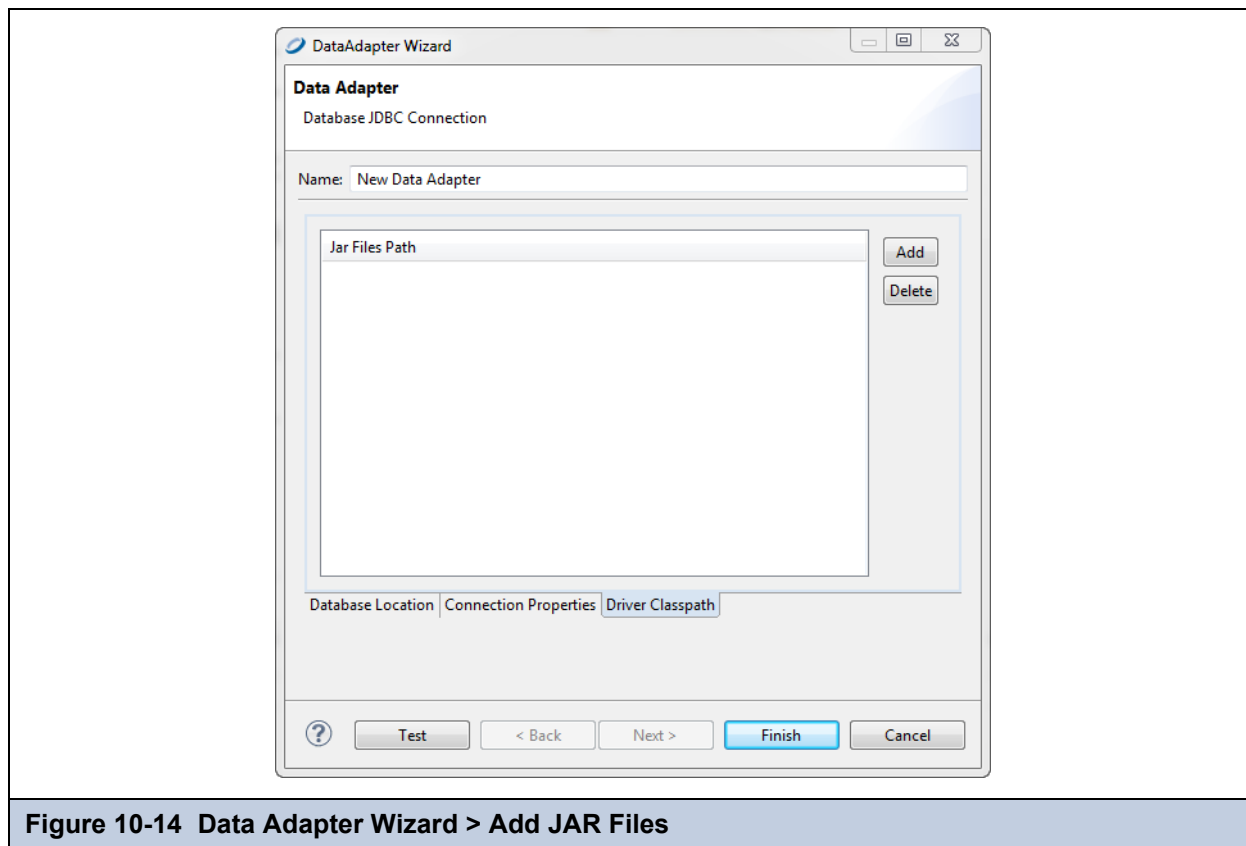 DataAdapter Wizard
Data Adapter
Database JDBC Connection
Name: New Data Adapter
Jar Files Path
Add
Delete
Database Location Connection Properties Driver Classpath
? Test < Back Next > Finish Cancel
Figure 10-14 Data Adapter Wizard > Add JAR Files